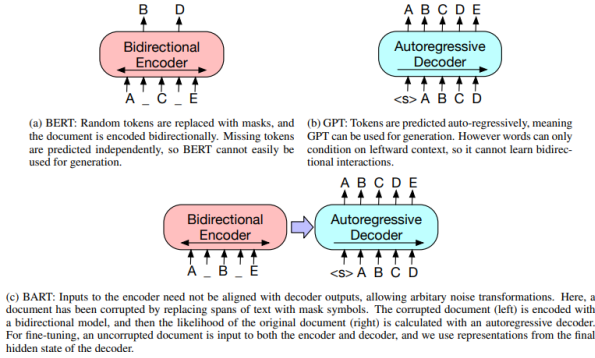 B D
Bidirectional
Encoder
A _ C _ E
(a) BERT: Random tokens are replaced with masks, and
the document is encoded bidirectionally. Missing tokens
are predicted independently, so BERT cannot easily be
used for generation.
A B C D E
Autoregressive
Decoder
<s> A B C D
(b) GPT: Tokens are predicted auto-regressively, meaning
GPT can be used for generation. However words can only
condition on leftward context, so it cannot learn bidirec-
tional interactions.
Bidirectional
Encoder
A _ B _ E
A B C D E
Autoregressive
Decoder
<s> A B C D
(c) BART: Inputs to the encoder need not be aligned with decoder outputs, allowing arbitary noise transformations. Here, a
document has been corrupted by replacing spans of text with mask symbols. The corrupted document (left) is encoded with
a bidirectional model, and then the likelihood of the original document (right) is calculated with an autoregressive decoder.
For fine-tuning, an uncorrupted document is input to both the encoder and decoder, and we use representations from the final
hidden state of the decoder.